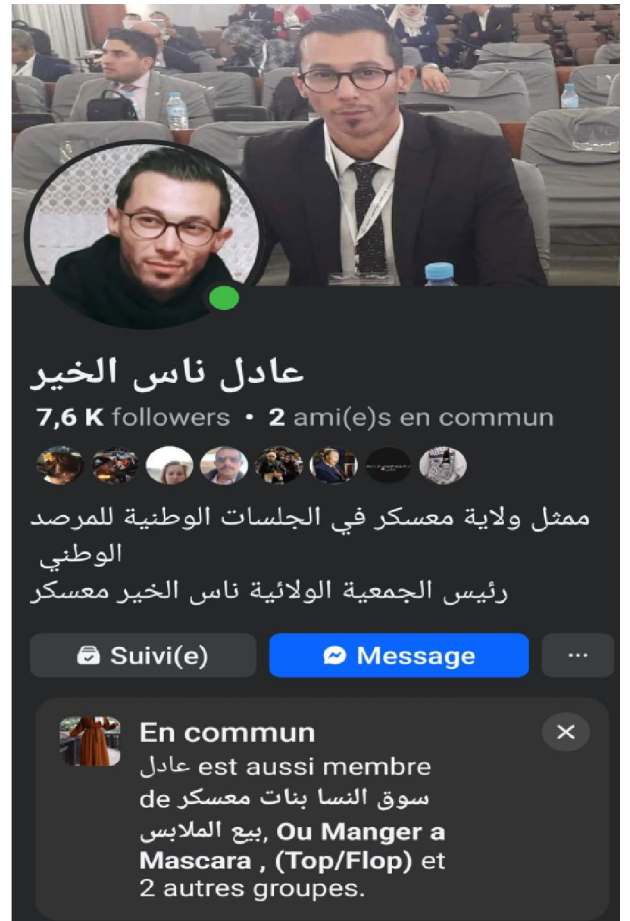 عادل ناس الخير
7,6 K followers • 2 ami(e)s en commun
ممثل ولاية معسكر في الجلسات الوطنية للمرصد
الوطني
رئيس الجمعية الولائية ناس الخير معسكر
Suivi(e)
Message
...
En commun
عادل est aussi membre
de سوق النسا بنات معسكر
بيع الملابس, Ou Manger a
Mascara , (Top/Flop) et
2 autres groupes.